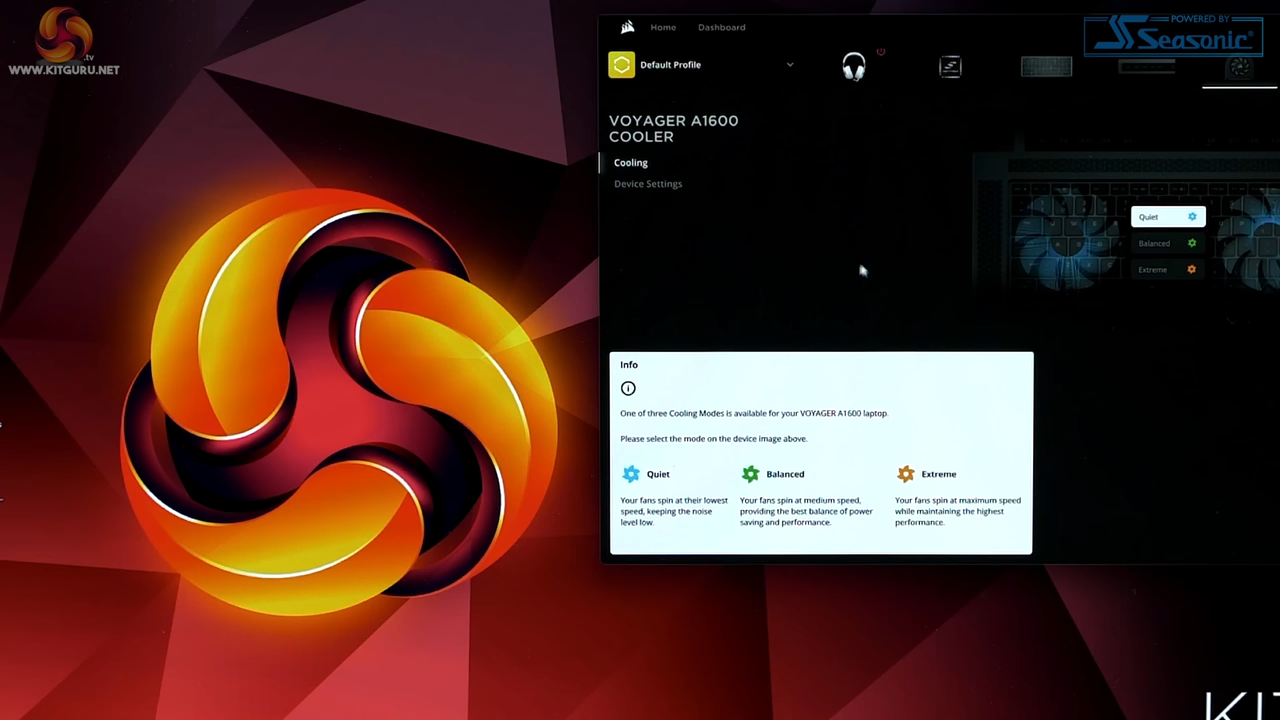 .tv
WWW.KITGURU.NET
Home
Dashboard
POWERED BY
Seasonic®
Default Profile
VOYAGER A1600
COOLER
Cooling
Device Settings
Quiet
Balanced
Extreme
Info
One of three Cooling Modes is available for your VOYAGER A1600 laptop.
Please select the mode on the device image above.
Quiet
Balanced
Extreme
Your fans spin at their lowest
speed, keeping the noise
level low.
Your fans spin at medium speed,
providing the best balance of power
saving and performance.
Your fans spin at maximum speed
while maintaining the highest
performance.